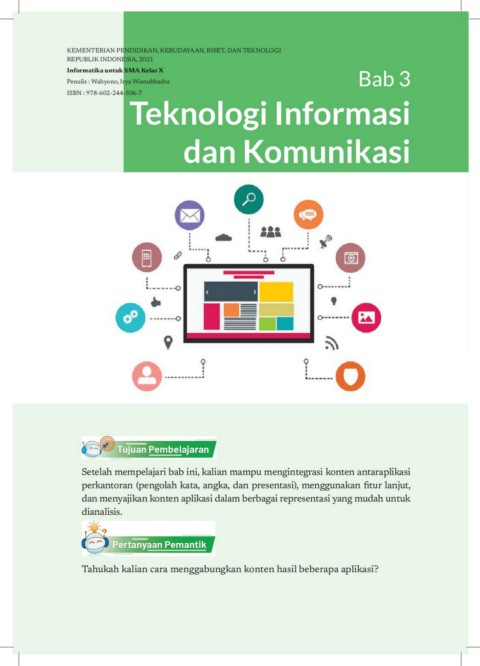 KEMENTERIAN PENDIDIKAN, KEBUDAYAAN, RISET, DAN TEKNOLOGI
REPUBLIK INDONESIA, 2021
Informatika untuk SMA Kelas X
Penulis : Wahyono, Irya Wisnubhadra
ISBN : 978-602-244-506-7
Bab 3
Teknologi Informasi
dan Komunikasi
Tujuan Pembelajaran
Setelah mempelajari bab ini, kalian mampu mengintegrasi konten antaraplikasi
perkantoran (pengolah kata, angka, dan presentasi), menggunakan fitur lanjut,
dan menyajikan konten aplikasi dalam berbagai representasi yang mudah untuk
dianalisis.
Pertanyaan Pemantik
Tahukah kalian cara menggabungkan konten hasil beberapa aplikasi?